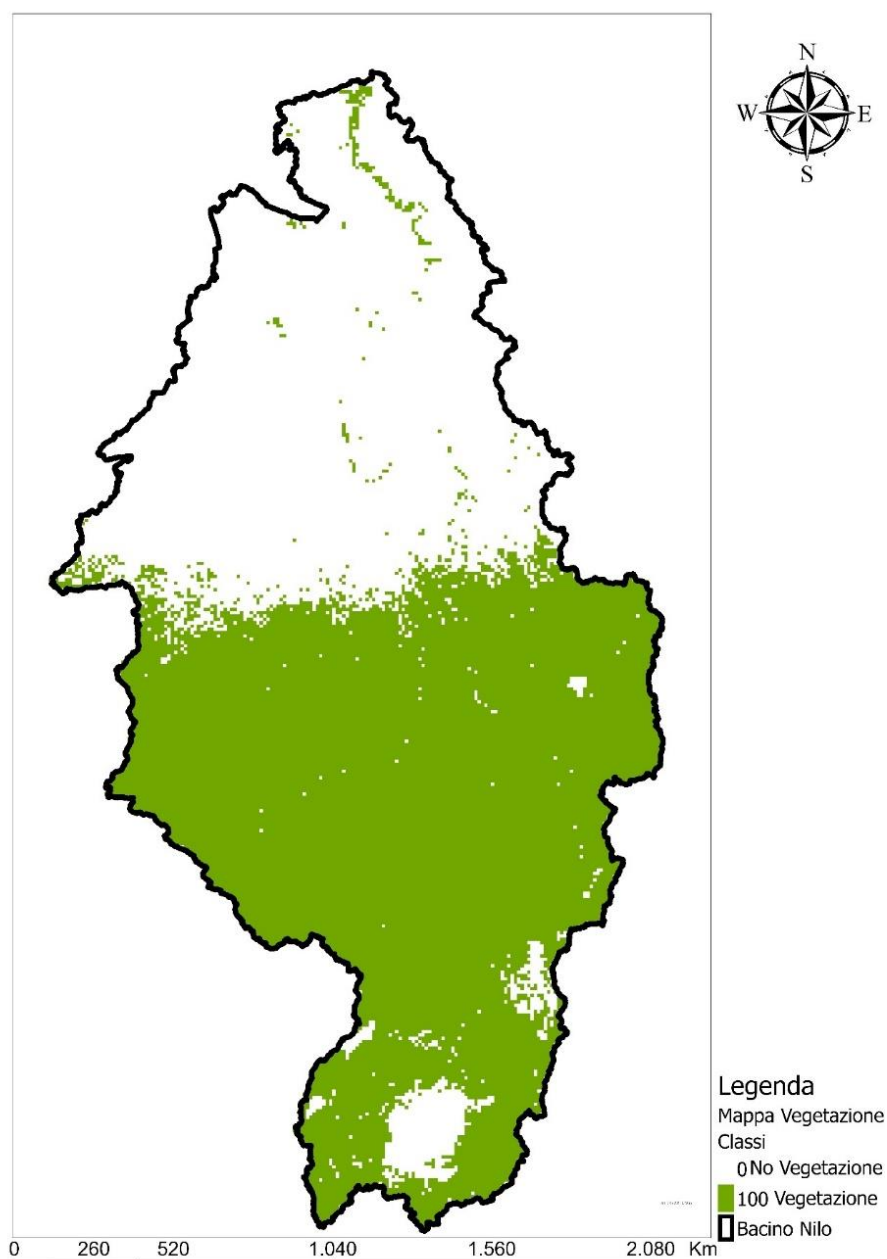 N
W E
S
Legenda
Mappa Vegetazione
Classi
0 No Vegetazione
100 Vegetazione
Bacino Nilo
0 260 520 1.040 1.560 2.080 Km